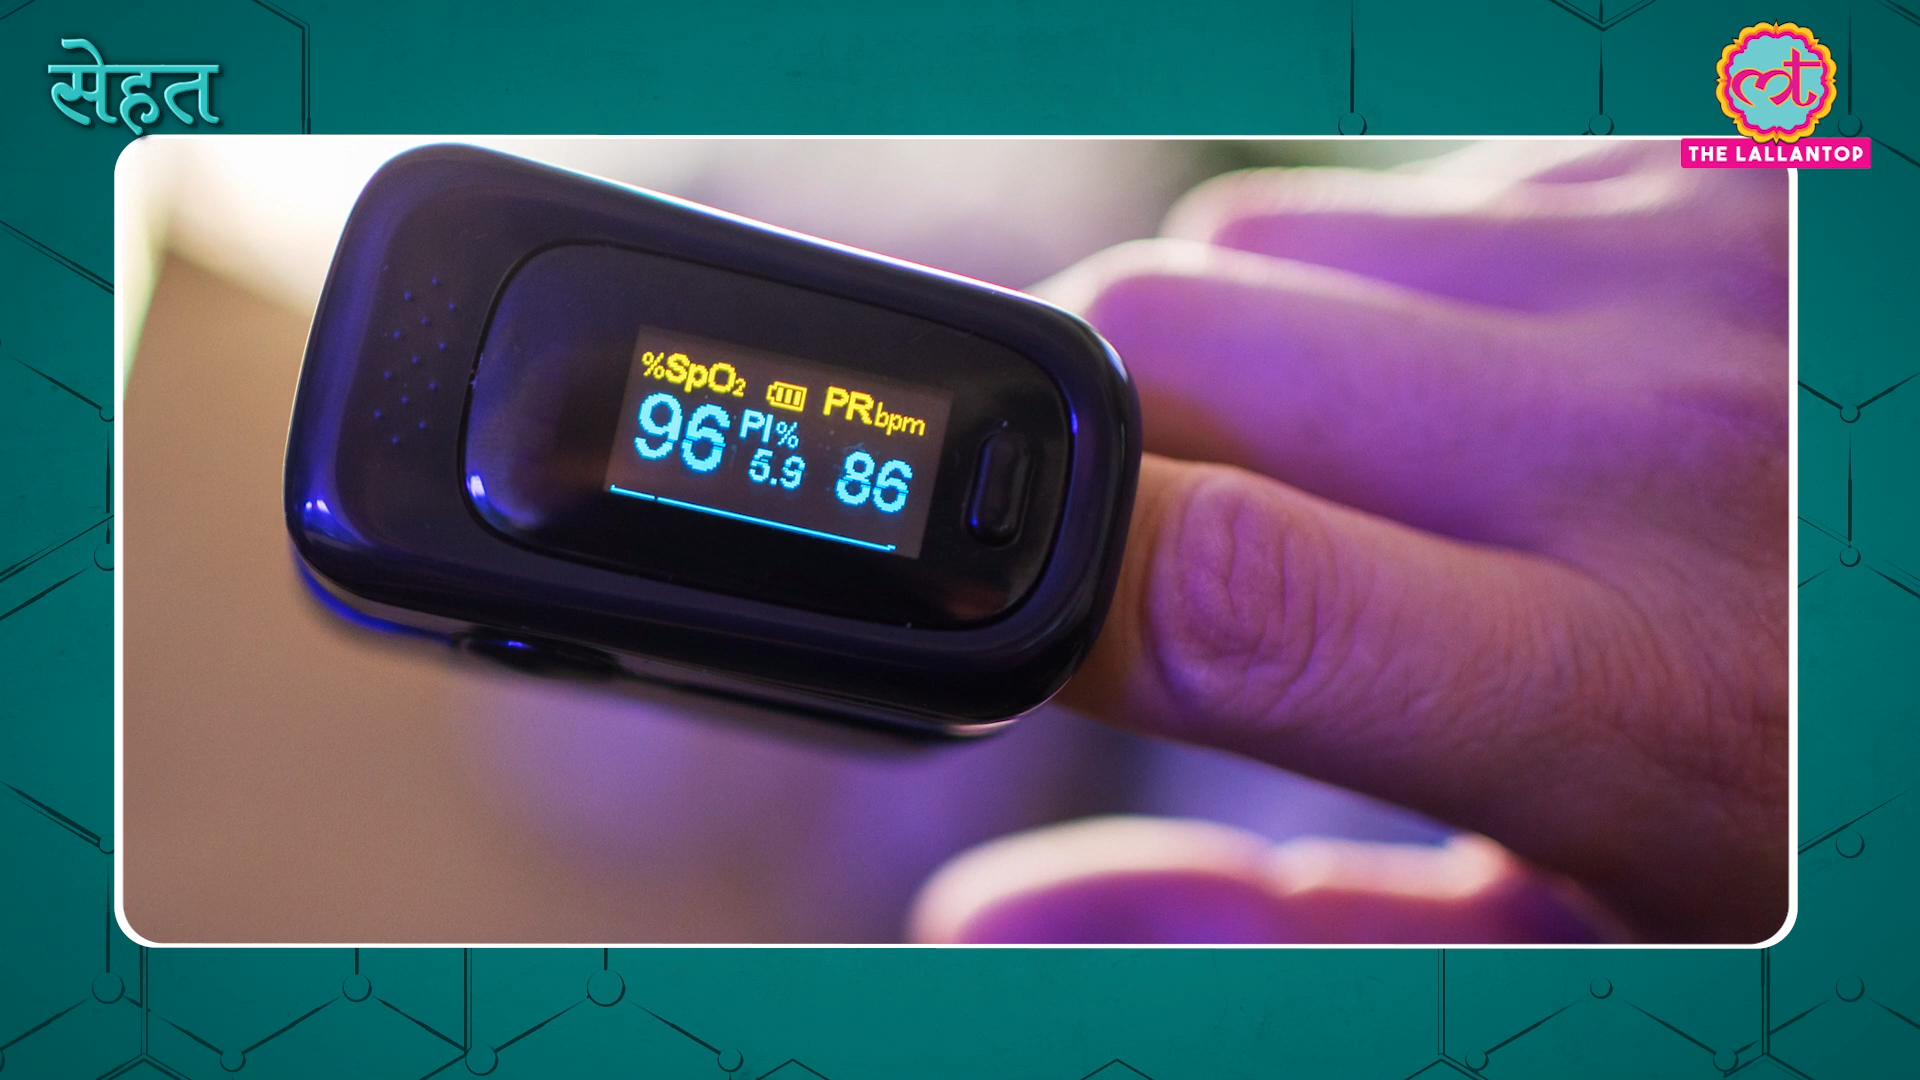 सेहत
THE LALLANTOP
%SpO₂ PRbpm
96 PI% 86
5.9